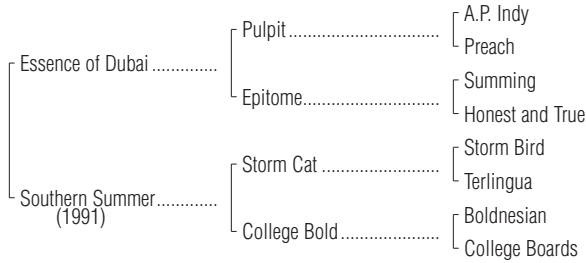 A.P. Indy
Pulpit
Preach
Essence of Dubai
Summing
Epitome
Honest and True
Storm Bird
Storm Cat
Terlingua
Southern Summer
(1991)
Boldnesian
College Bold
College Boards